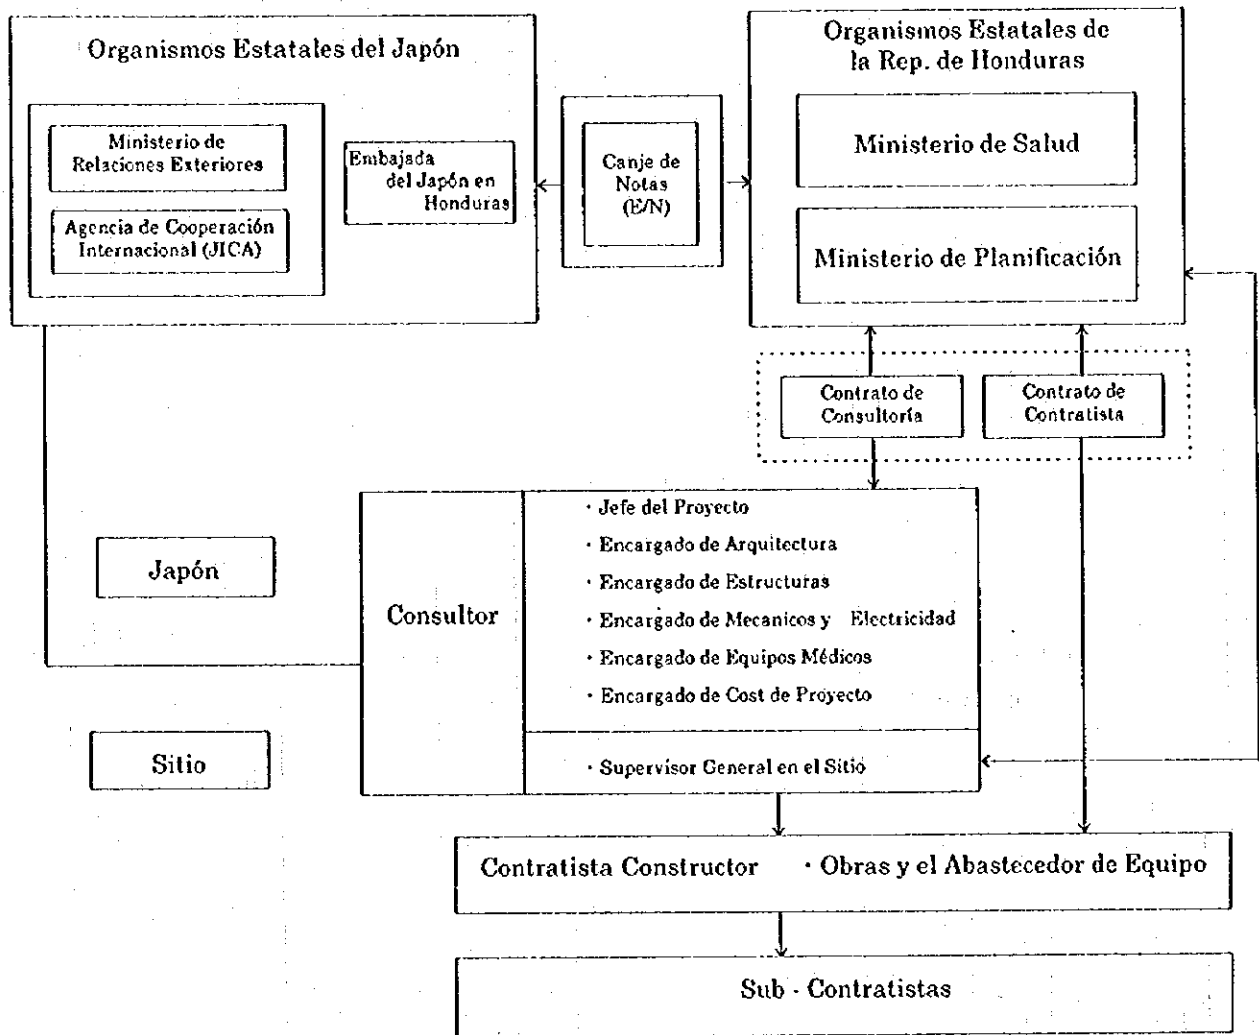 Organismos Estatales del Japón
Ministerio de
Relaciones Exteriores
Agencia de Cooperación
Internacional (JICA)
Embajada
del Japón en
Honduras
Canje de
Notas
(E/N)
Organismos Estatales de
la Rep. de Honduras
Ministerio de Salud
Ministerio de Planificación
Contrato de
Consultoría
Contrato de
Contratista
Japón
Sitio
Consultor
· Jefe del Proyecto
· Encargado de Arquitectura
· Encargado de Estructuras
· Encargado de Mecanicos y Electricidad
· Encargado de Equipos Médicos
· Encargado de Cost de Proyecto
· Supervisor General en el Sitio
Contratista Constructor · Obras y el Abastecedor de Equipo
Sub - Contratistas